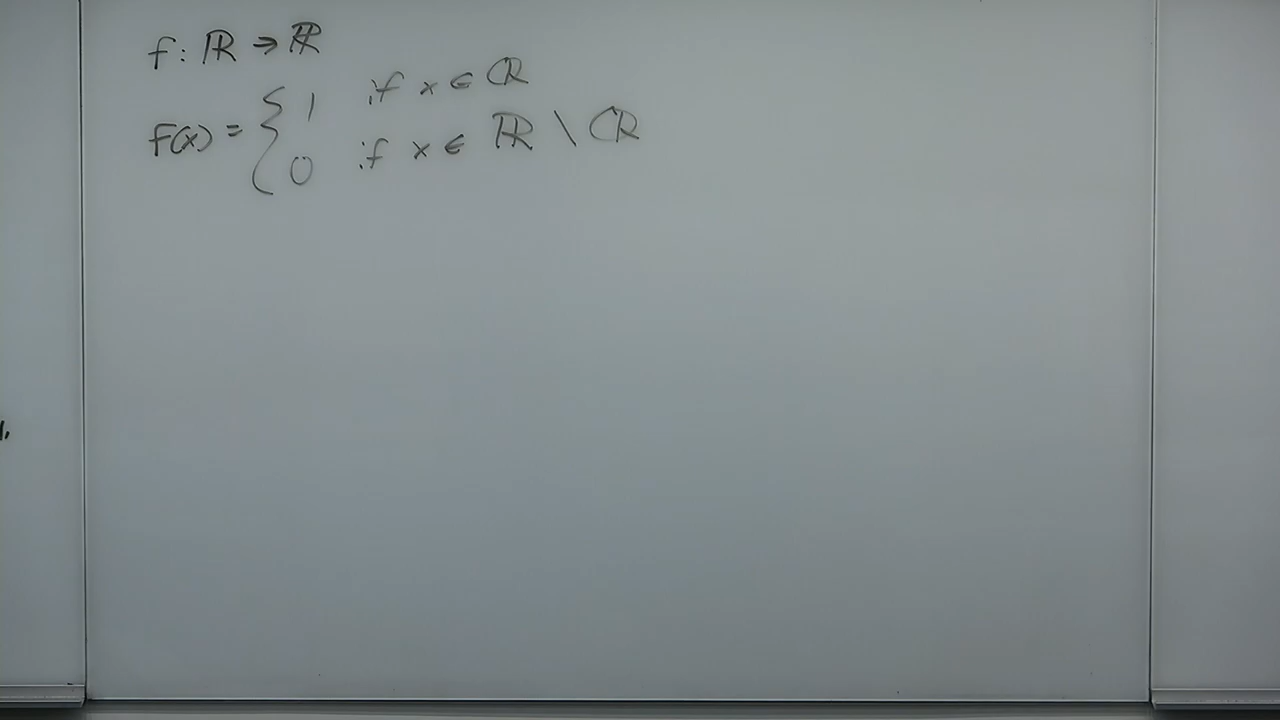 f: ℝ → ℝ
f(x) = { 1 if x ∈ ℚ
0 if x ∈ ℝ \ ℚ